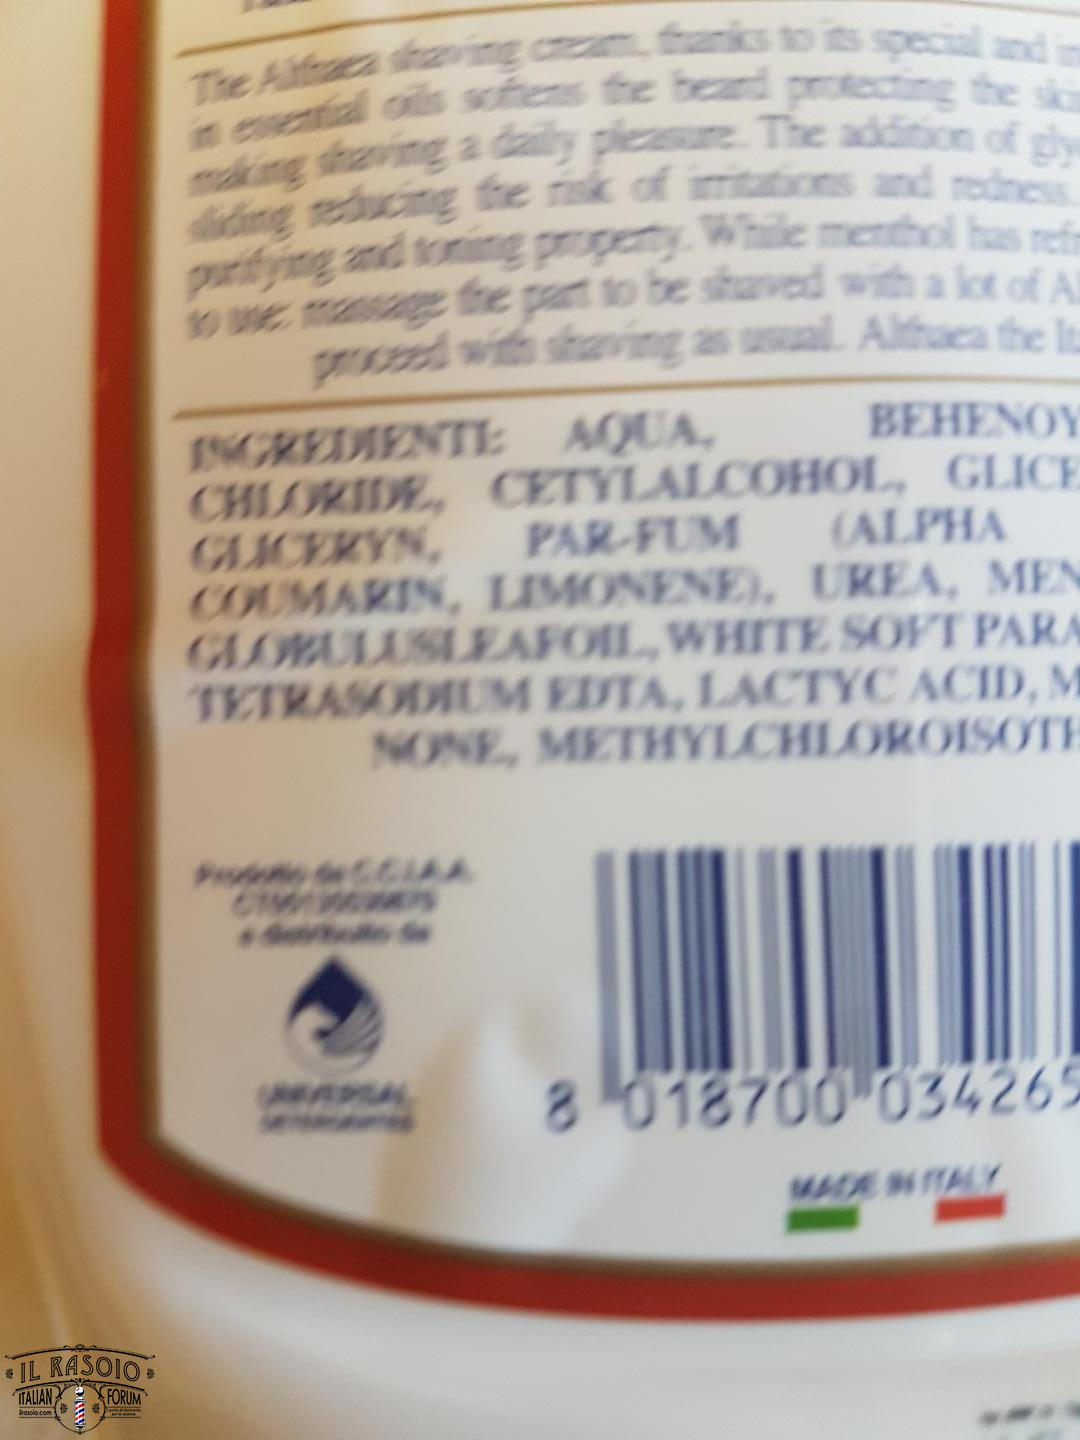 The Althaea shaving cream, thanks to its special and
in essential oils softens the beard protecting the
making shaving a daily pleasure. The addition of
sliding reducing the risk of irritations and redness.
purifying and toning property. While menthol has
to use: massage the part to be shaved with a lot of
proceed with shaving as usual. Althaea the
INGREDIENTI: AQUA, BEHENOY
CHLORIDE, CETYLALCOHOL, GLICE
GLICERYN, PAR-FUM (ALPHA
COUMARIN, LIMONENE), UREA, MEN
GLOBULUSLEAFOIL, WHITE SOFT PARA
TETRASODIUM EDTA, LACTYC ACID, M
NONE, METHYLCHLOROISOTH
Prodotto da C.C.I.A.A.
e distribuito da
UNIVERSAL
DETERGENTES
8 018700 034265
MADE IN ITALY
IL RASOIO
ITALIAN FORUM
ilrasoio.com